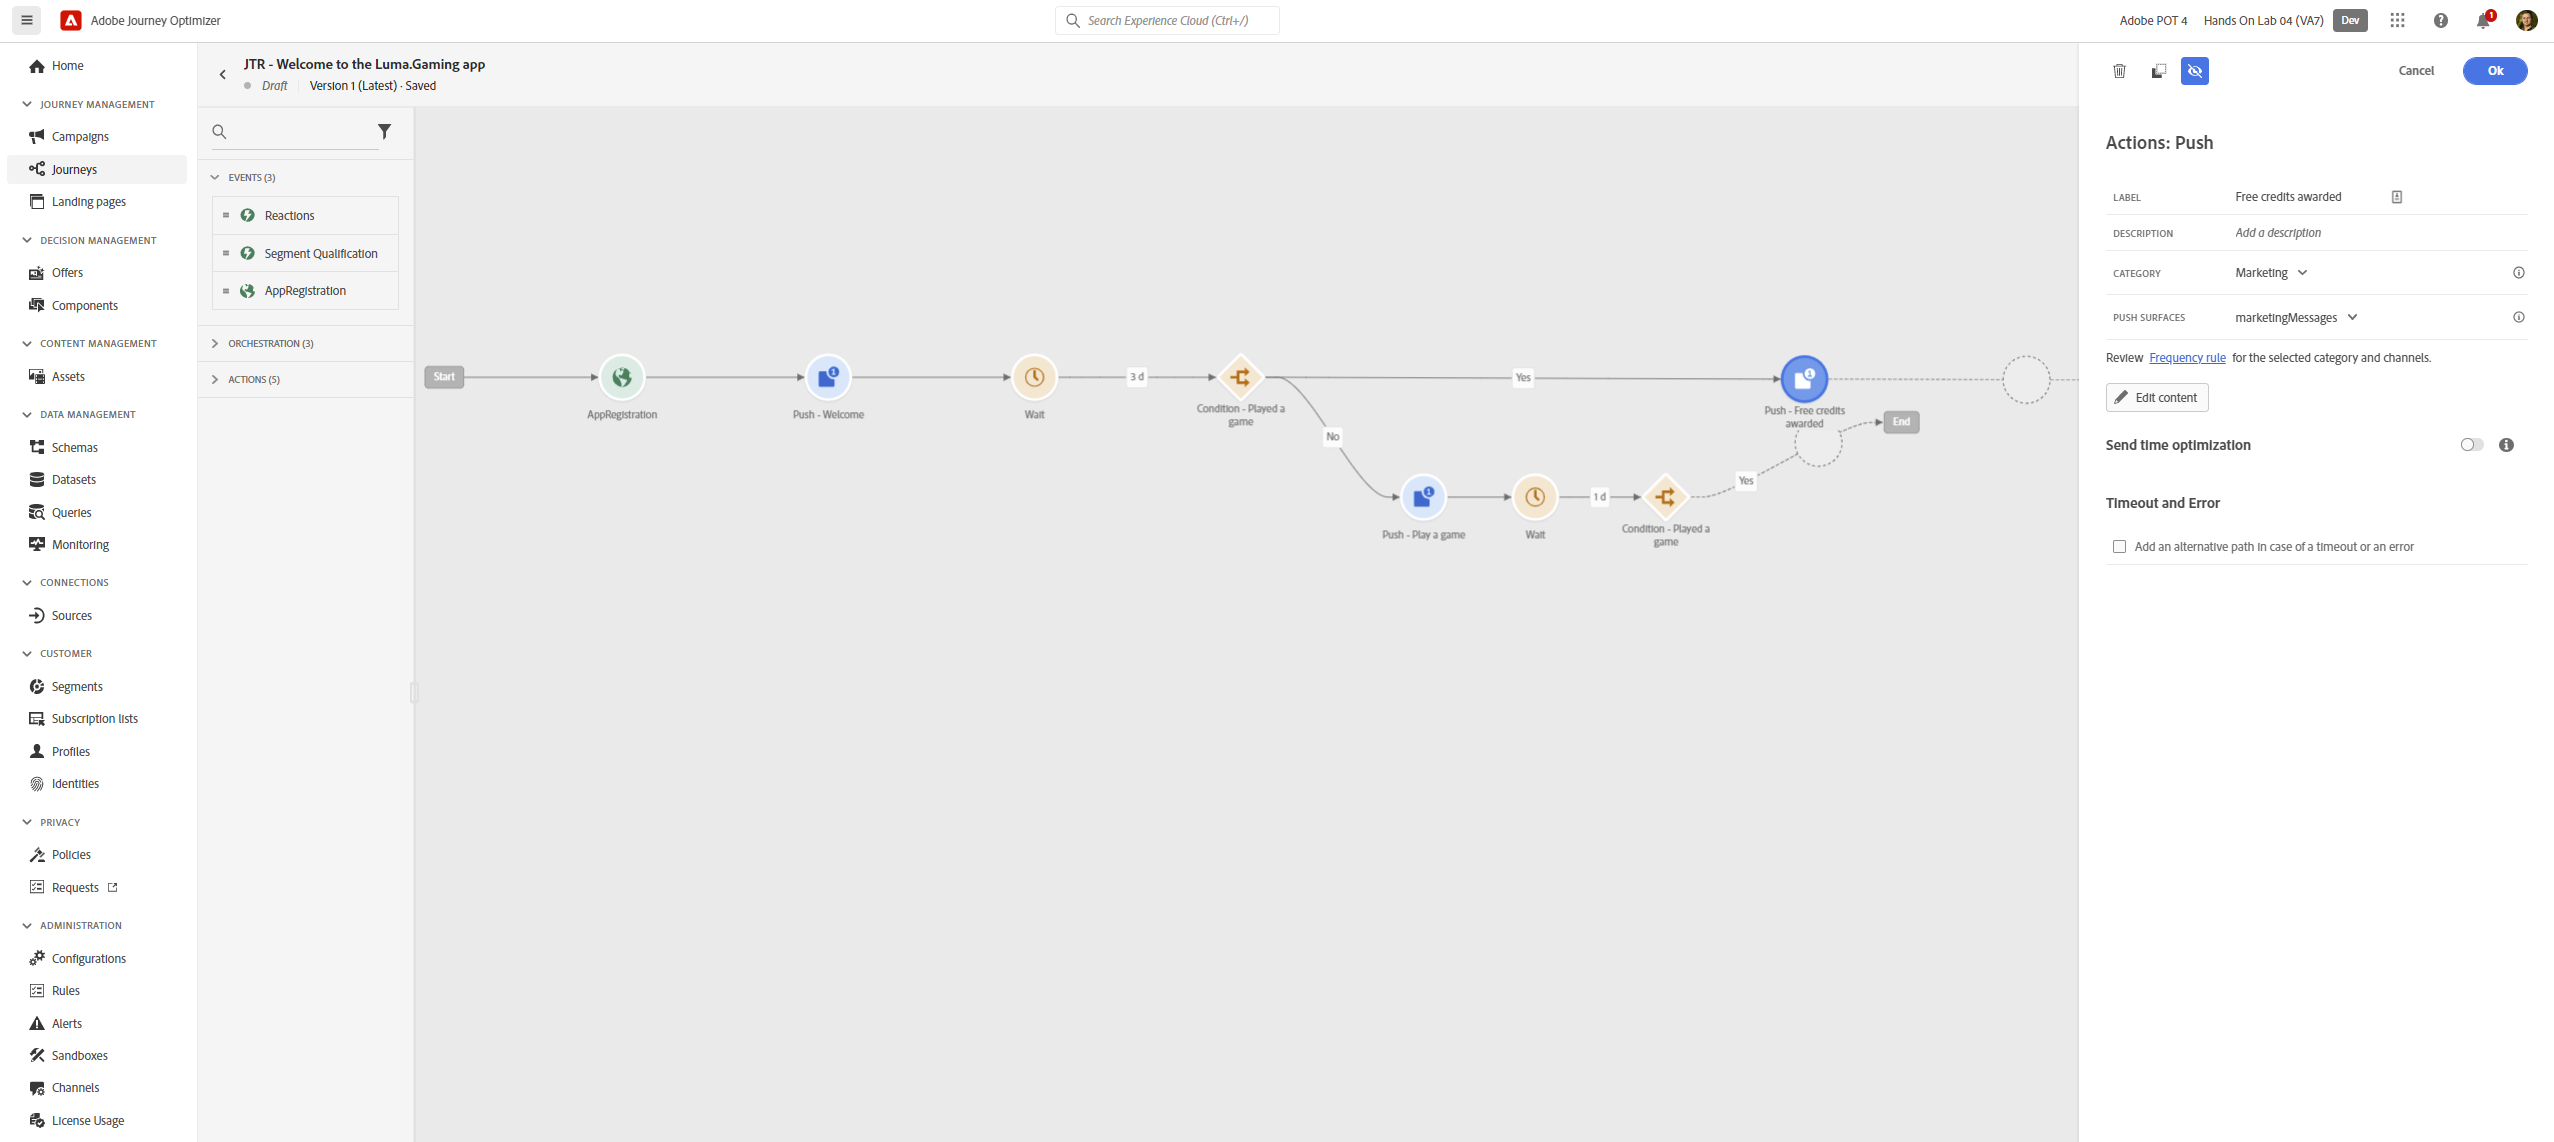 Adobe Journey Optimizer
Search Experience Cloud (Ctrl+/)
Adobe POT 4
Hands On Lab 04 (VA7)
Dev
1
Home
JOURNEY MANAGEMENT
Campaigns
Journeys
Landing pages
DECISION MANAGEMENT
Offers
Components
CONTENT MANAGEMENT
Assets
DATA MANAGEMENT
Schemas
Datasets
Queries
Monitoring
CONNECTIONS
Sources
CUSTOMER
Segments
Subscription lists
Profiles
Identities
PRIVACY
Policies
Requests
ADMINISTRATION
Configurations
Rules
Alerts
Sandboxes
Channels
License Usage
JTR - Welcome to the Luma.Gaming app
Draft
Version 1 (Latest) · Saved
EVENTS (3)
Reactions
Segment Qualification
AppRegistration
ORCHESTRATION (3)
ACTIONS (5)
Start
AppRegistration
1
Push - Welcome
Wait
3 d
Condition - Played a
game
Yes
1
Push - Free credits
awarded
End
No
1
Push - Play a game
Wait
1 d
Condition - Played a
game
Yes
Cancel
Ok
Actions: Push
LABEL
Free credits awarded
DESCRIPTION
Add a description
CATEGORY
Marketing
PUSH SURFACES
marketingMessages
Review Frequency rule for the selected category and channels.
Edit content
Send time optimization
Timeout and Error
Add an alternative path in case of a timeout or an error